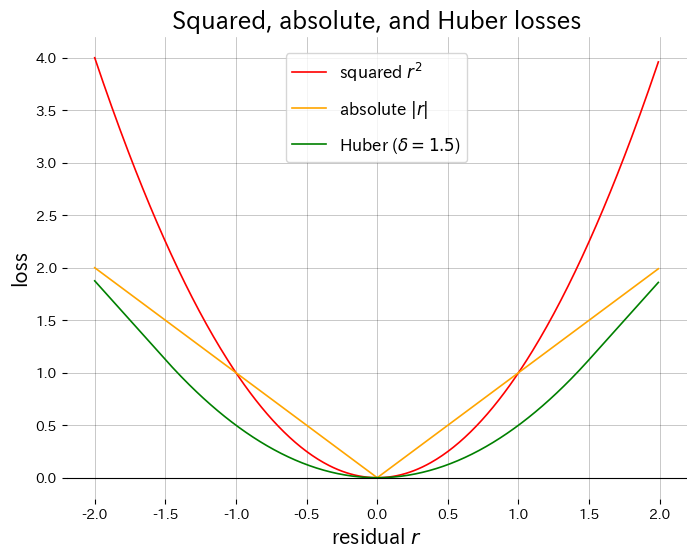 Squared, absolute, and Huber losses
squared r²
absolute |r|
Huber (δ = 1.5)
loss
4.0
3.5
3.0
2.5
2.0
1.5
1.0
0.5
0.0
-2.0 -1.5 -1.0 -0.5 0.0 0.5 1.0 1.5 2.0
residual r